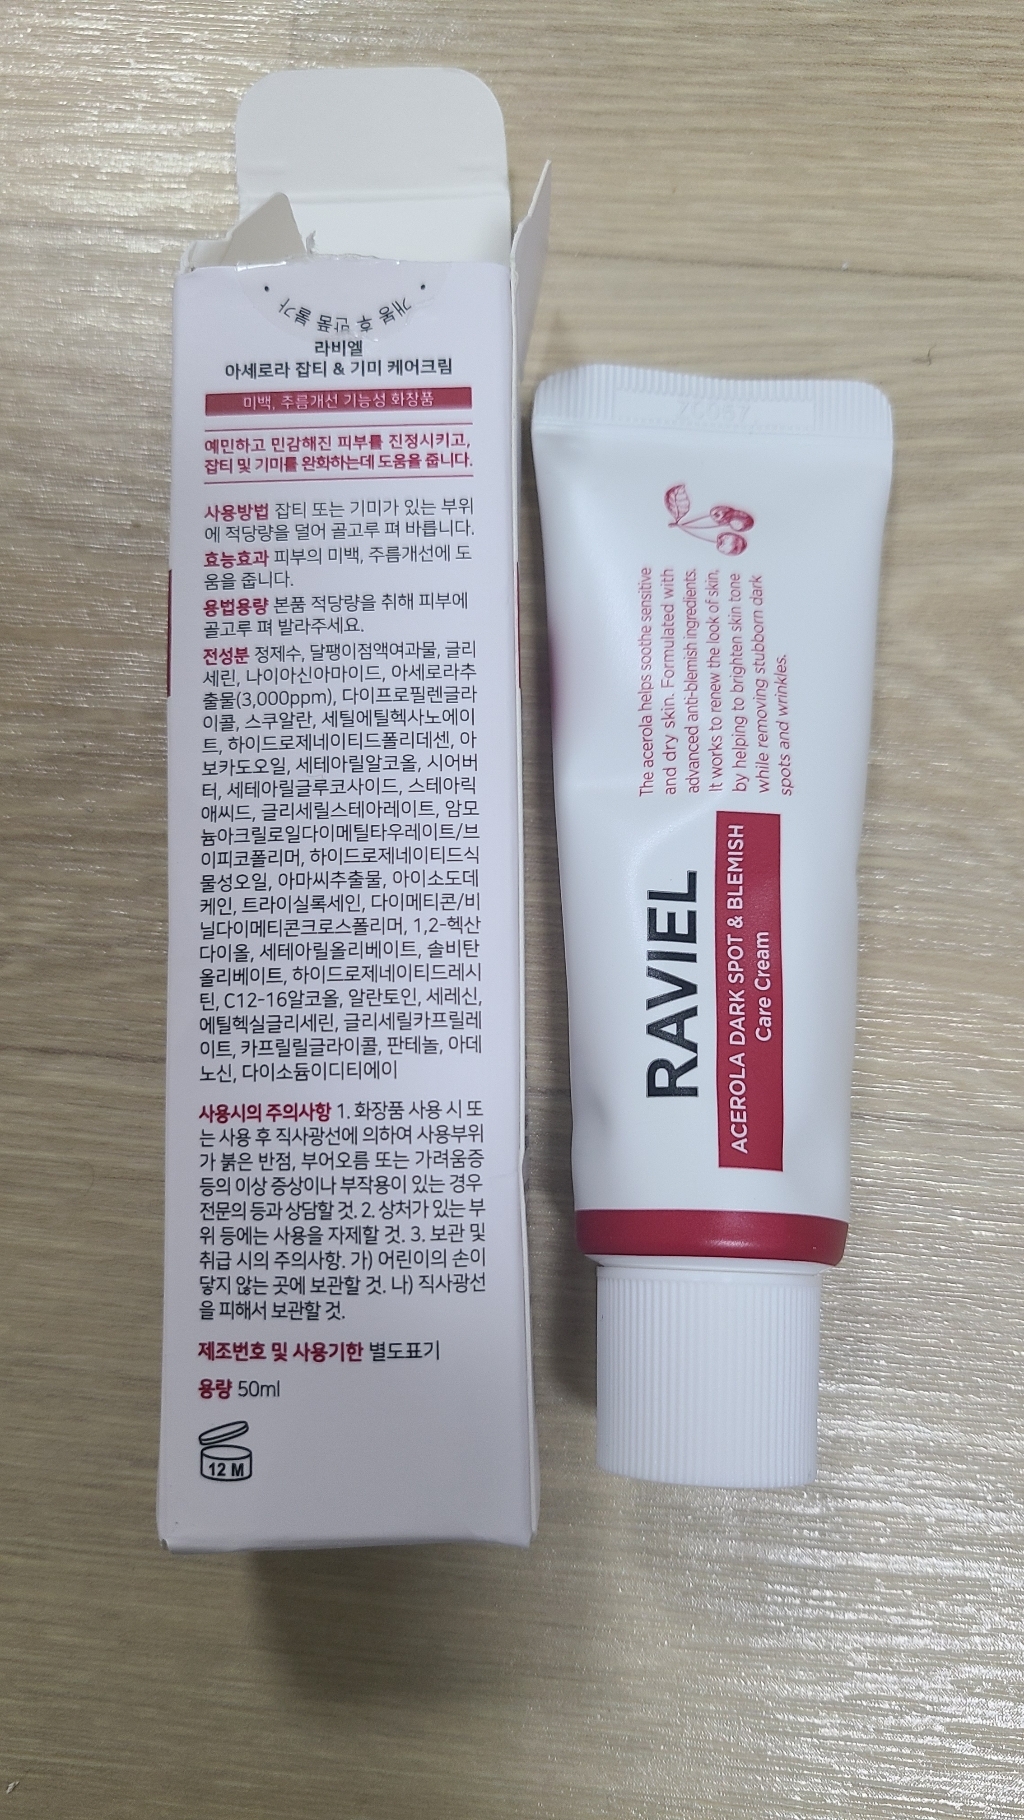 개봉 후 반품 불가
라비엘
아세로라 잡티 & 기미 케어크림
미백, 주름개선 기능성 화장품
예민하고 민감해진 피부를 진정시키고,
잡티 및 기미를 완화하는데 도움을 줍니다.
사용방법 잡티 또는 기미가 있는 부위
에 적당량을 덜어 골고루 펴 바릅니다.
효능효과 피부의 미백, 주름개선에 도
움을 줍니다.
용법용량 본품 적당량을 취해 피부에
골고루 펴 발라주세요.
전성분 정제수, 달팽이점액여과물, 글리
세린, 나이아신아마이드, 아세로라추
출물(3,000ppm), 다이프로필렌글라
이콜, 스쿠알란, 세틸에틸헥사노에이
트, 하이드로제네이티드폴리데센, 아
보카도오일, 세테아릴알코올, 시어버
터, 세테아릴글루코사이드, 스테아릭
애씨드, 글리세릴스테아레이트, 암모
늄아크릴로일다이메틸타우레이트/브
이피코폴리머, 하이드로제네이티드식
물성오일, 아마씨추출물, 아이소도데
케인, 트라이실록세인, 다이메티콘/비
닐다이메티콘크로스폴리머, 1,2-헥산
다이올, 세테아릴올리베이트, 솔비탄
올리베이트, 하이드로제네이티드레시
틴, C12-16알코올, 알란토인, 세레신,
에틸헥실글리세린, 글리세릴카프릴레
이트, 카프릴릴글라이콜, 판테놀, 아데
노신, 다이소듐이디티에이
사용시의 주의사항 1. 화장품 사용 시 또
는 사용 후 직사광선에 의하여 사용부위
가 붉은 반점, 부어오름 또는 가려움증
등의 이상 증상이나 부작용이 있는 경우
전문의 등과 상담할 것. 2. 상처가 있는 부
위 등에는 사용을 자제할 것. 3. 보관 및
취급 시의 주의사항. 가) 어린이의 손이
닿지 않는 곳에 보관할 것. 나) 직사광선
을 피해서 보관할 것.
제조번호 및 사용기한 별도표기
용량 50ml
12 M
RAVIEL
ACEROLA DARK SPOT & BLEMISH
Care Cream
The acerola helps soothe sensitive
and dry skin. Formulated with
advanced anti-blemish ingredients.
It works to renew the look of skin,
by helping to brighten skin tone
while removing stubborn dark
spots and wrinkles.